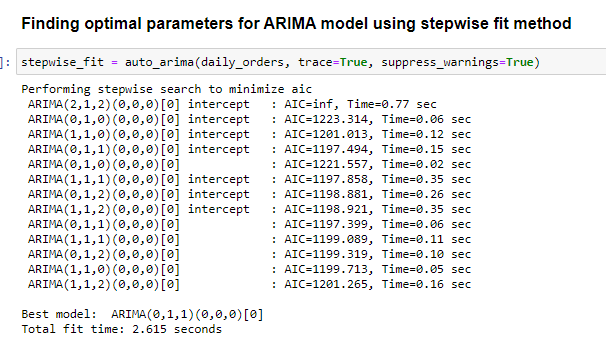 Finding optimal parameters for ARIMA model using stepwise fit method
]: stepwise_fit = auto_arima(daily_orders, trace=True, suppress_warnings=True)
Performing stepwise search to minimize aic
ARIMA(2,1,2)(0,0,0)[0] intercept   : AIC=inf, Time=0.77 sec
ARIMA(0,1,0)(0,0,0)[0] intercept   : AIC=1223.314, Time=0.06 sec
ARIMA(1,1,0)(0,0,0)[0] intercept   : AIC=1201.013, Time=0.12 sec
ARIMA(0,1,1)(0,0,0)[0] intercept   : AIC=1197.494, Time=0.15 sec
ARIMA(0,1,0)(0,0,0)[0]             : AIC=1221.557, Time=0.02 sec
ARIMA(1,1,1)(0,0,0)[0] intercept   : AIC=1197.858, Time=0.35 sec
ARIMA(0,1,2)(0,0,0)[0] intercept   : AIC=1198.881, Time=0.26 sec
ARIMA(1,1,2)(0,0,0)[0] intercept   : AIC=1198.921, Time=0.35 sec
ARIMA(0,1,1)(0,0,0)[0]             : AIC=1197.399, Time=0.06 sec
ARIMA(1,1,1)(0,0,0)[0]             : AIC=1199.089, Time=0.11 sec
ARIMA(0,1,2)(0,0,0)[0]             : AIC=1199.319, Time=0.10 sec
ARIMA(1,1,0)(0,0,0)[0]             : AIC=1199.713, Time=0.05 sec
ARIMA(1,1,2)(0,0,0)[0]             : AIC=1201.265, Time=0.16 sec
Best model:  ARIMA(0,1,1)(0,0,0)[0]
Total fit time: 2.615 seconds